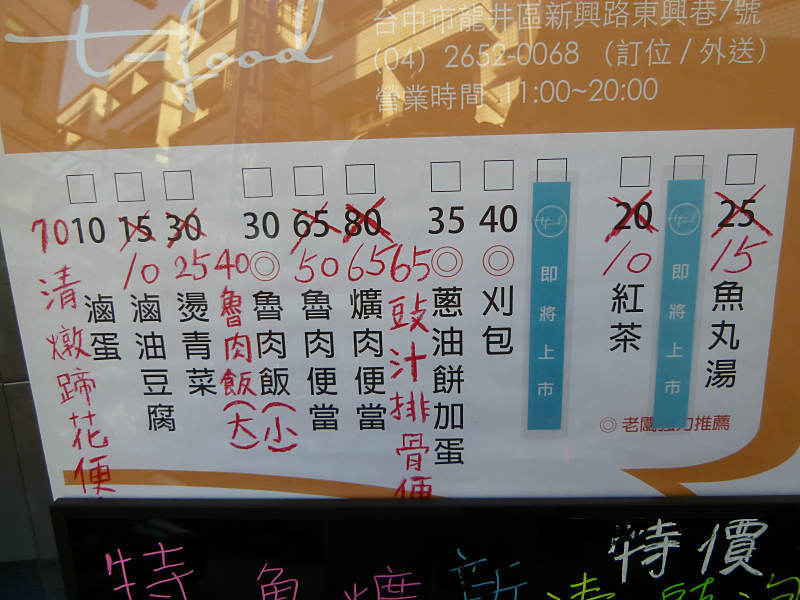 t-food
台中市龍井區新興路東興巷7號
(04) 2652-0068 (訂位 / 外送)
營業時間 11:00~20:00
25 15 魚丸湯
即將上市
20 10 紅茶
即將上市
40 ◎ 刈包
35 ◎ 蔥油餅加蛋
65 豉汁排骨便
80 65 爌肉便當
65 50 魯肉便當
30 ◎ 魯肉飯(小)
40 魯肉飯(大)
30 25 燙青菜
15 10 滷油豆腐
10 滷蛋
70 清燉蹄花便
◎ 老闆強力推薦
特價
特
新